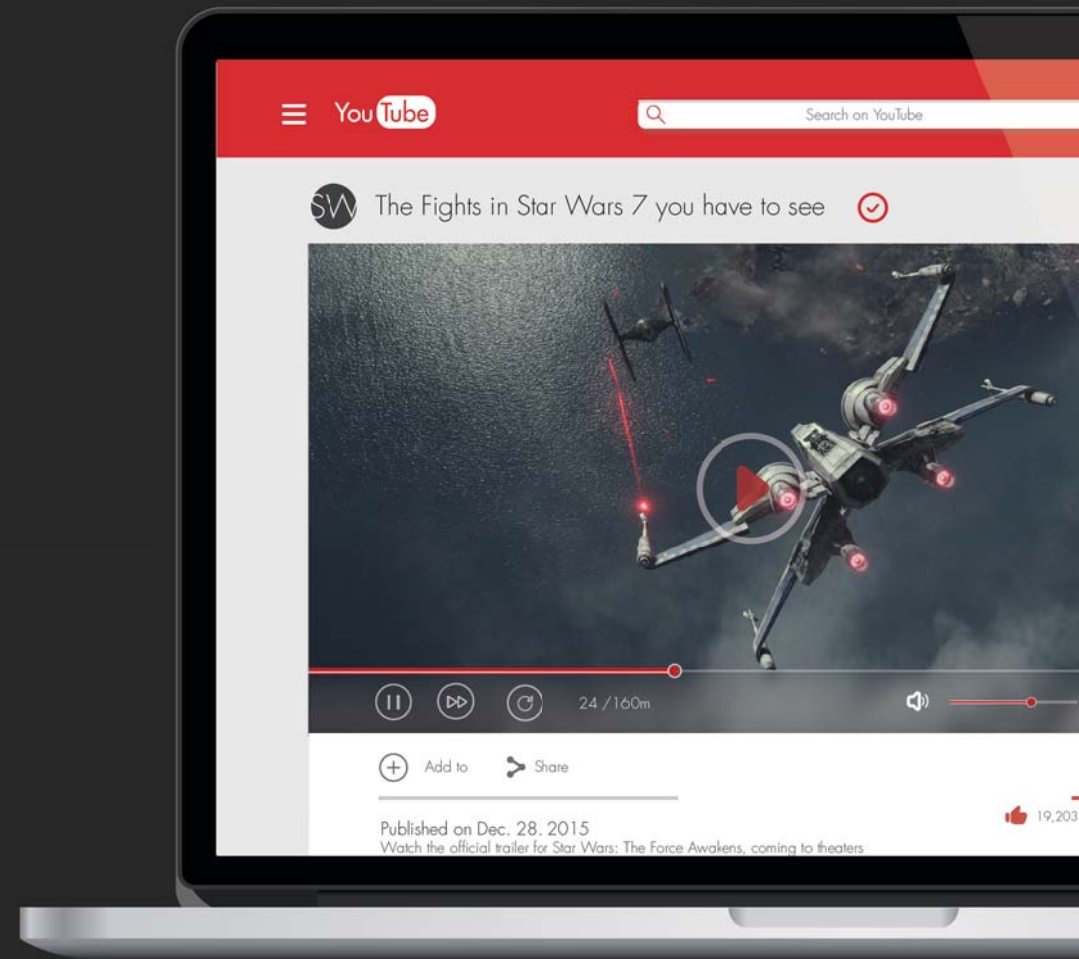 YouTube
Search on YouTube
SW The Fights in Star Wars 7 you have to see
24 /160m
Add to Share
19,203
Published on Dec. 28. 2015
Watch the official trailer for Star Wars: The Force Awakens, coming to theaters